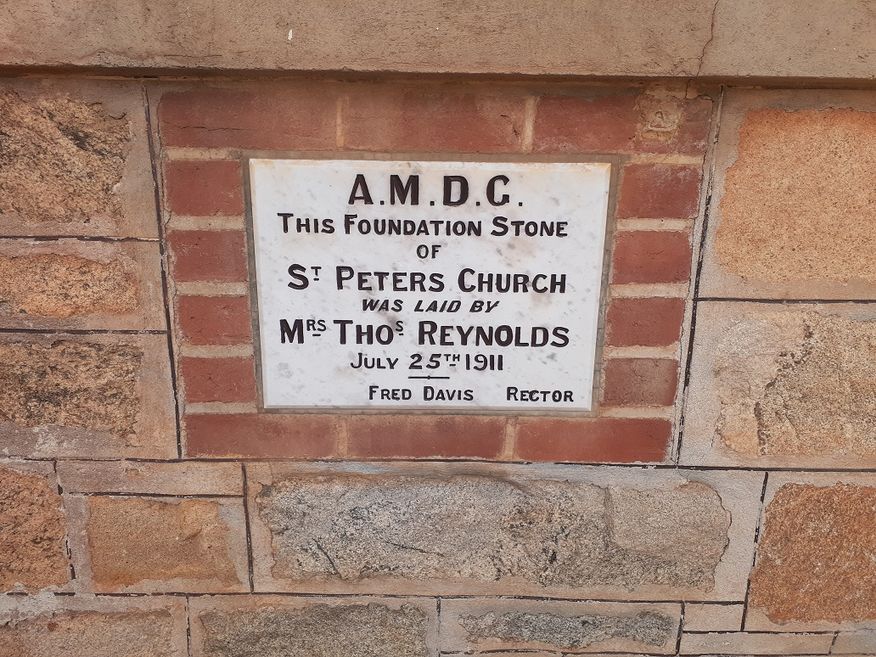 A.M.D.G.
THIS FOUNDATION STONE
OF
ST PETERS CHURCH
WAS LAID BY
MRS THOS REYNOLDS
JULY 25TH 1911
FRED DAVIS RECTOR